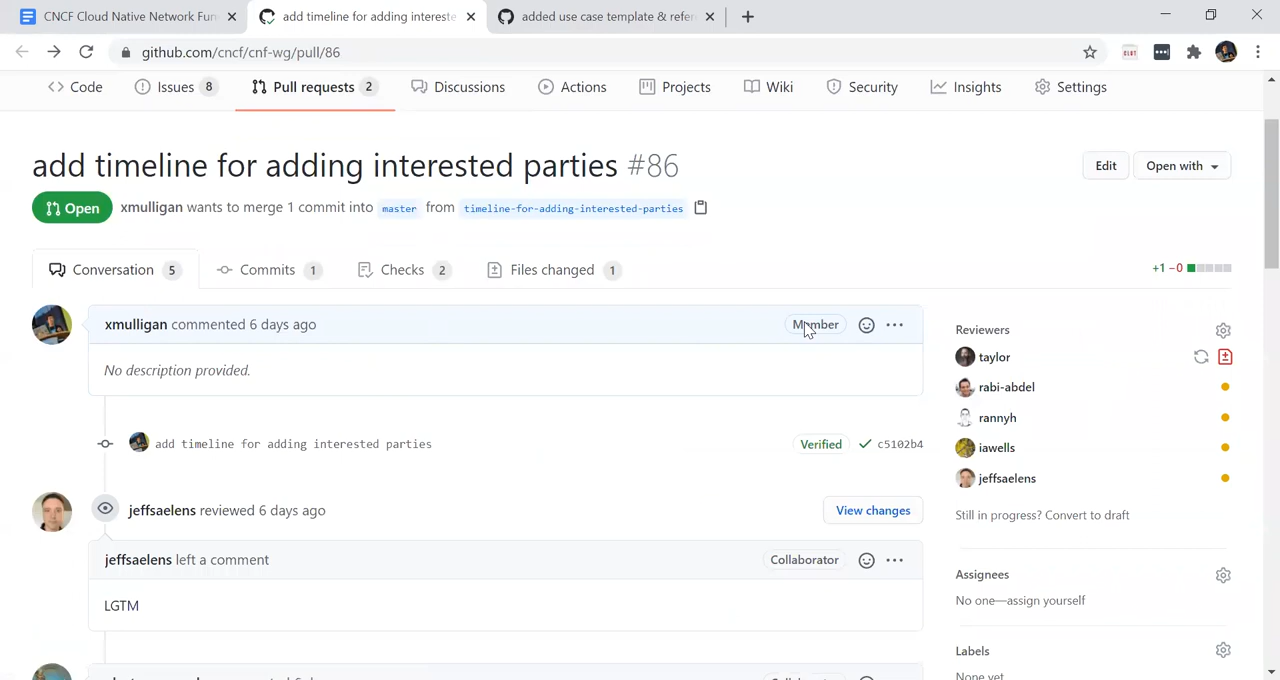 CNCF Cloud Native Network Fun
add timeline for adding intereste
added use case template & refer
github.com/cncf/cnf-wg/pull/86
Code
Issues 8
Pull requests 2
Discussions
Actions
Projects
Wiki
Security
Insights
Settings
add timeline for adding interested parties #86
Edit
Open with
Open
xmulligan wants to merge 1 commit into master from timeline-for-adding-interested-parties
Conversation 5
Commits 1
Checks 2
Files changed 1
+1 −0
xmulligan commented 6 days ago
Member
No description provided.
add timeline for adding interested parties
Verified
c5102b4
jeffsaelens reviewed 6 days ago
View changes
jeffsaelens left a comment
Collaborator
LGTM
Reviewers
taylor
rabi-abdel
rannyh
iawells
jeffsaelens
Still in progress? Convert to draft
Assignees
No one—assign yourself
Labels
None yet